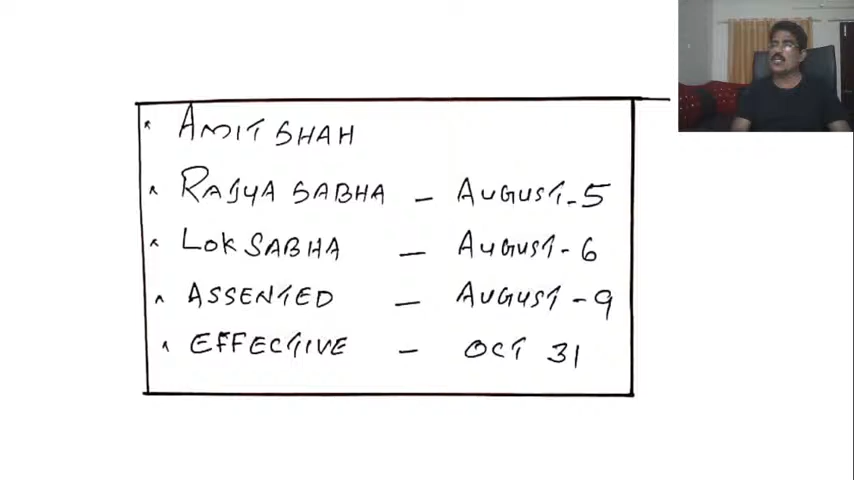 AMIT SHAH
RAJYA SABHA - AUGUST-5
LOK SABHA - AUGUST-6
ASSENTED - AUGUST-9
EFFECTIVE - OCT 31